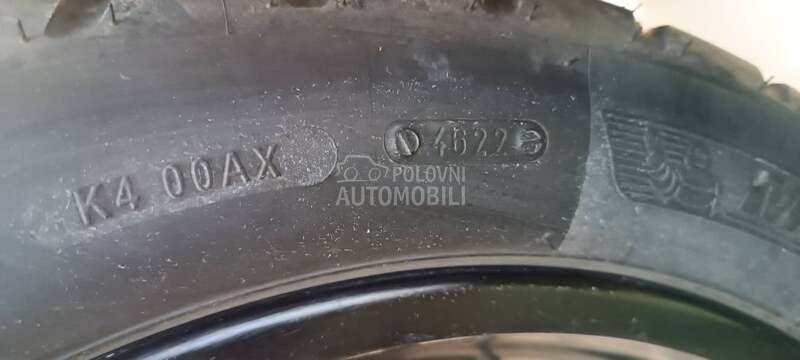 K4 00AX
4622
POLOVNI
AUTOMOBILI